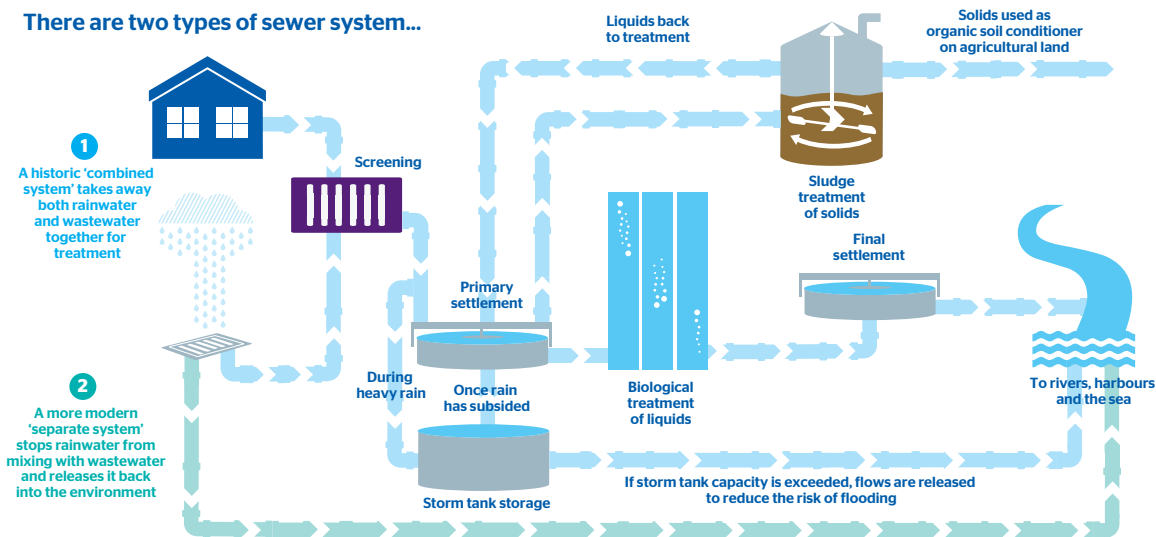 There are two types of sewer system...
Liquids back
to treatment
Solids used as
organic soil conditioner
on agricultural land
1
A historic ‘combined
system’ takes away
both rainwater
and wastewater
together for
treatment
Screening
Sludge
treatment
of solids
Final
settlement
Primary
settlement
During
heavy rain
Once rain
has subsided
Biological
treatment
of liquids
To rivers, harbours
and the sea
2
A more modern
‘separate system’
stops rainwater from
mixing with wastewater
and releases it back
into the environment
Storm tank storage
If storm tank capacity is exceeded, flows are released
to reduce the risk of flooding